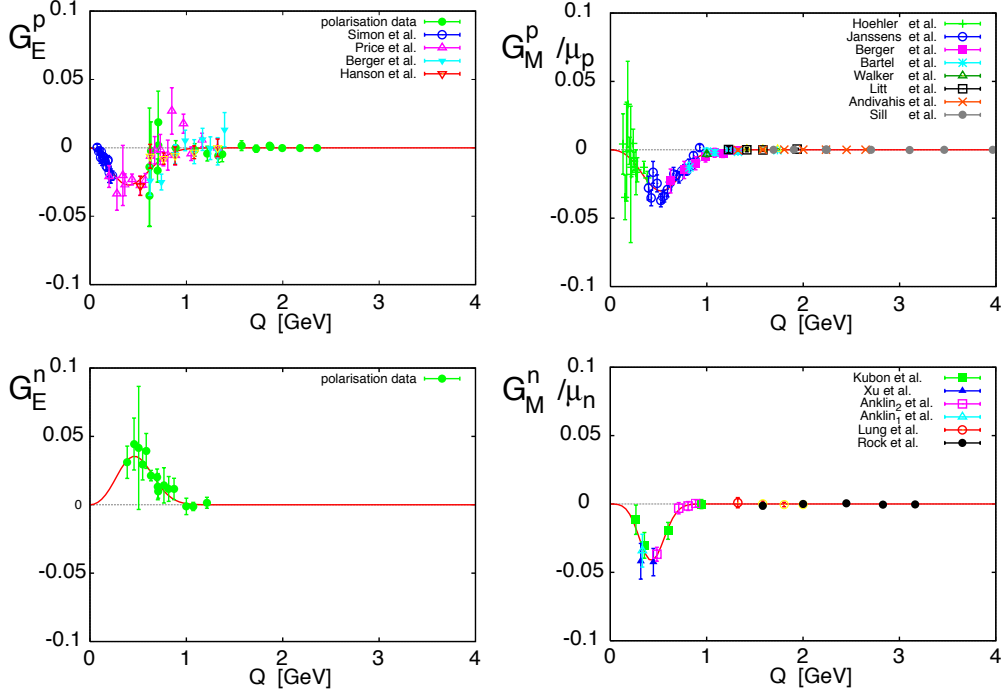 0.1
0.05
0
-0.05
-0.1
G_E^p
polarisation data
Simon et al.
Price et al.
Berger et al.
Hanson et al.
0 1 2 3 4
Q [GeV]
0.1
0.05
0
-0.05
-0.1
G_M^p /μ_p
Hoehler et al.
Janssens et al.
Berger et al.
Bartel et al.
Walker et al.
Litt et al.
Andivahis et al.
Sill et al.
0 1 2 3 4
Q [GeV]
0.1
0.05
0
-0.05
-0.1
G_E^n
polarisation data
0 1 2 3 4
Q [GeV]
0.1
0.05
0
-0.05
-0.1
G_M^n /μ_n
Kubon et al.
Xu et al.
Anklin_2 et al.
Anklin_1 et al.
Lung et al.
Rock et al.
0 1 2 3 4
Q [GeV]